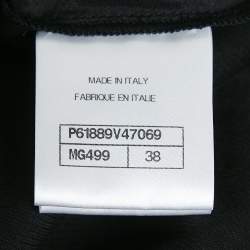 MADE IN ITALY
FABRIQUE EN ITALIE
P61889V47069
MG499 38